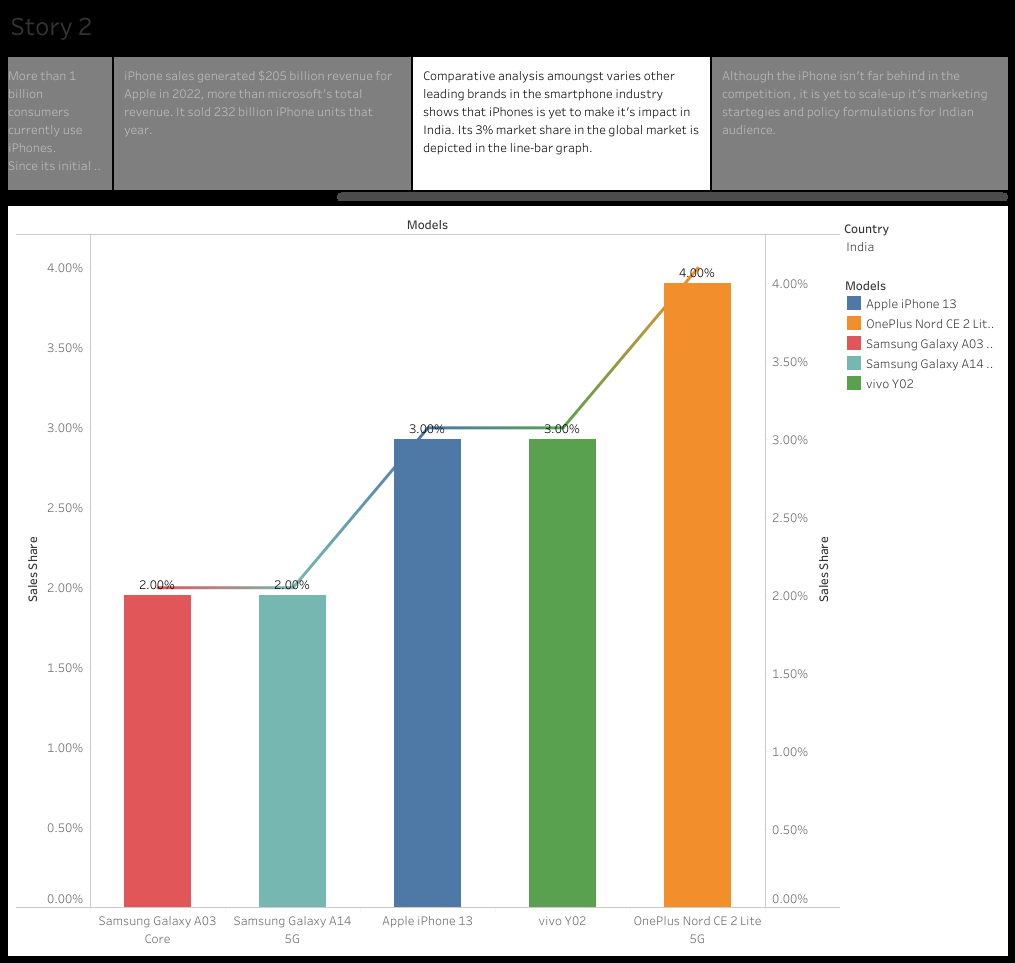 Story 2
More than 1
billion
consumers
currently use
iPhones.
Since its initial ..
iPhone sales generated $205 billion revenue for
Apple in 2022, more than microsoft's total
revenue. It sold 232 billion iPhone units that
year.
Comparative analysis amoungst varies other
leading brands in the smartphone industry
shows that iPhones is yet to make it's impact in
India. Its 3% market share in the global market is
depicted in the line-bar graph.
Although the iPhone isn't far behind in the
competition , it is yet to scale-up it's marketing
startegies and policy formulations for Indian
audience.
Models
4.00%
3.50%
3.00%
2.50%
2.00%
1.50%
1.00%
0.50%
0.00%
Sales Share
2.00%
2.00%
3.00%
3.00%
4.00%
4.00%
3.50%
3.00%
2.50%
2.00%
1.50%
1.00%
0.50%
0.00%
Sales Share
Samsung Galaxy A03
Core
Samsung Galaxy A14
5G
Apple iPhone 13
vivo Y02
OnePlus Nord CE 2 Lite
5G
Country
India
Models
Apple iPhone 13
OnePlus Nord CE 2 Lit..
Samsung Galaxy A03 ..
Samsung Galaxy A14 ..
vivo Y02